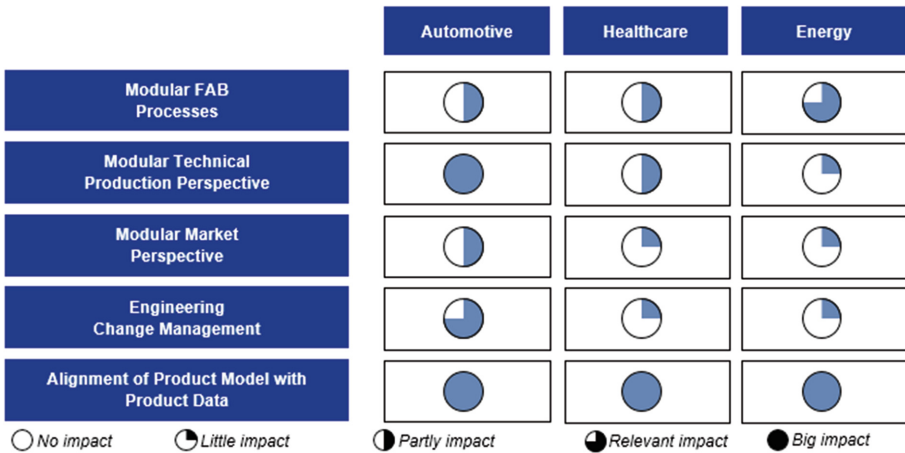 Automotive
Healthcare
Energy
Modular FAB
Processes
Modular Technical
Production Perspective
Modular Market
Perspective
Engineering
Change Management
Alignment of Product Model with
Product Data
No impact
Little impact
Partly impact
Relevant impact
Big impact